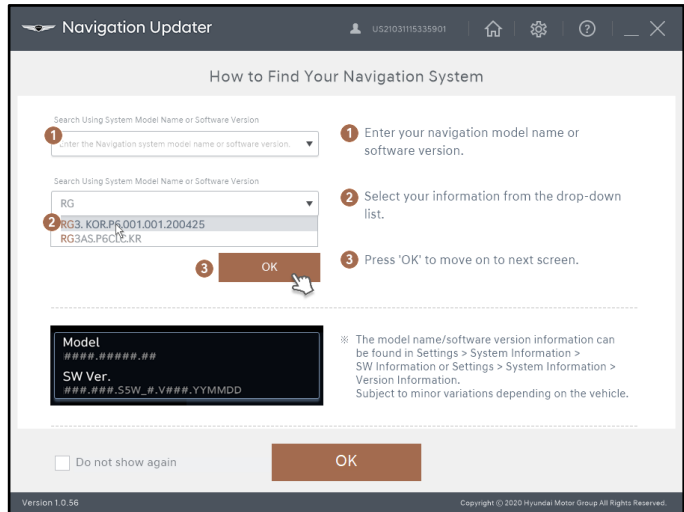 Navigation Updater
US21031115335901
How to Find Your Navigation System
Search Using System Model Name or Software Version
1
Enter the Navigation system model name or software version.
Search Using System Model Name or Software Version
RG
2
RG3. KOR.P6.001.001.200425
RG3AS.P6CLC.KR
3
OK
1 Enter your navigation model name or
software version.
2 Select your information from the drop-down
list.
3 Press 'OK' to move on to next screen.
Model
####.#####.##
SW Ver.
###.###.S5W_#.V###.YYMMDD
※ The model name/software version information can
be found in Settings > System Information >
SW Information or Settings > System Information >
Version Information.
Subject to minor variations depending on the vehicle.
Do not show again
OK
Version 1.0.56
Copyright © 2020 Hyundai Motor Group All Rights Reserved.